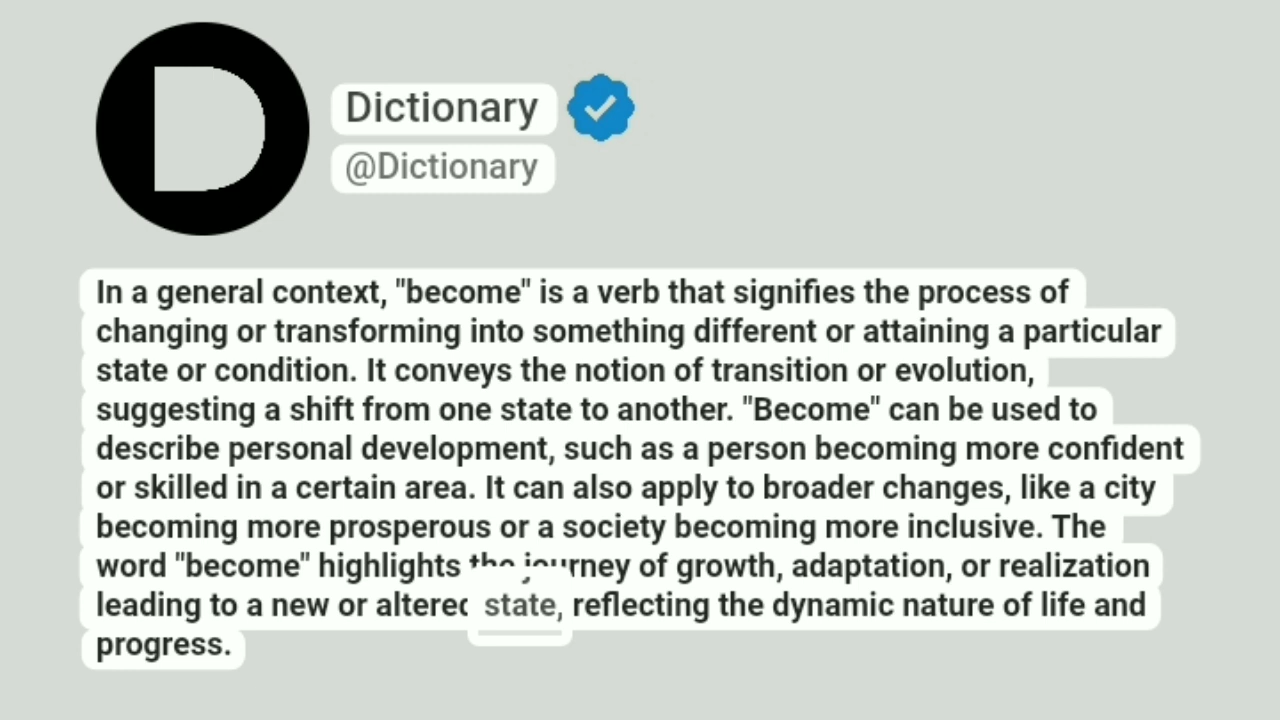 Dictionary
@Dictionary
In a general context, "become" is a verb that signifies the process of
changing or transforming into something different or attaining a particular
state or condition. It conveys the notion of transition or evolution,
suggesting a shift from one state to another. "Become" can be used to
describe personal development, such as a person becoming more confident
or skilled in a certain area. It can also apply to broader changes, like a city
becoming more prosperous or a society becoming more inclusive. The
word "become" highlights the journey of growth, adaptation, or realization
leading to a new or altered state, reflecting the dynamic nature of life and
progress.